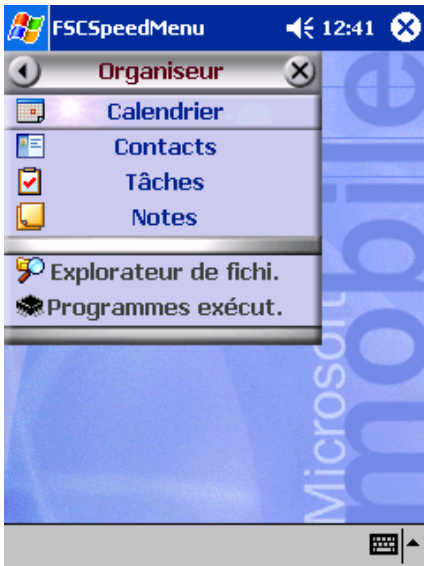 FSCSpeedMenu 12:41
Organiseur
Calendrier
Contacts
Tâches
Notes
Explorateur de fichi.
Programmes exécut.
Microsoft
mobile